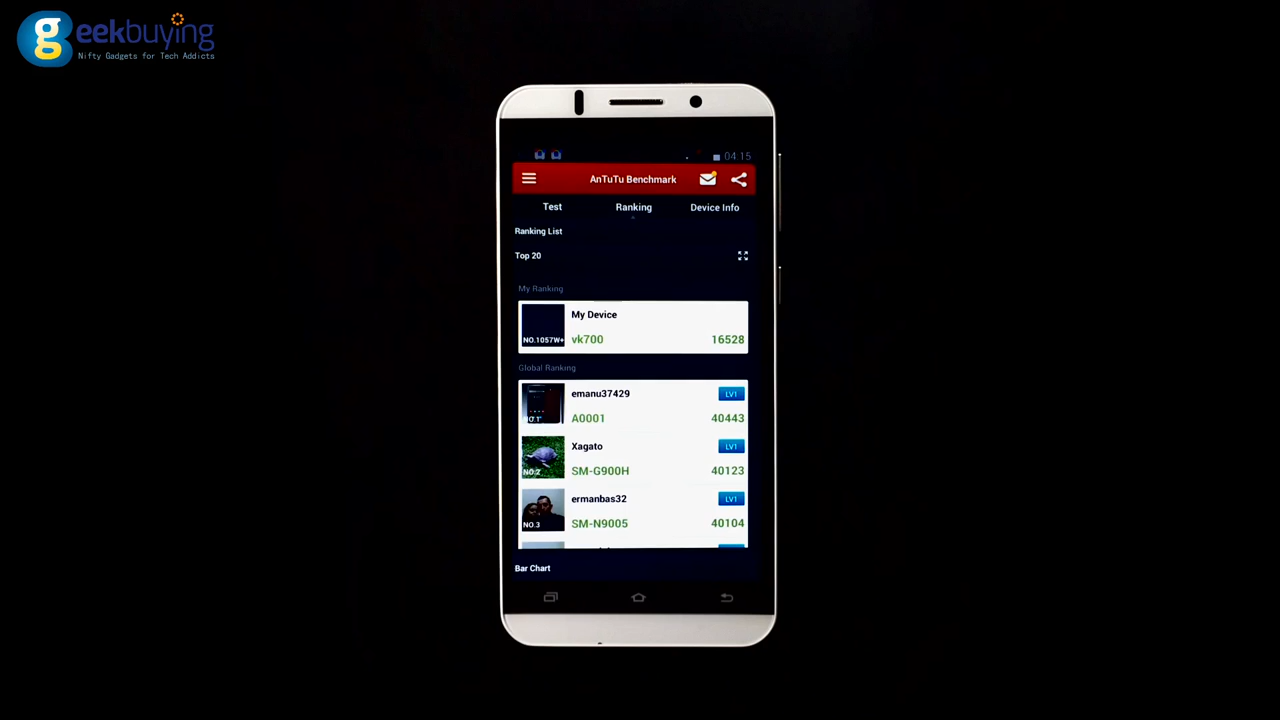 geekbuying
Nifty Gadgets for Tech Addicts
04:15
AnTuTu Benchmark
Test Ranking Device Info
Ranking List
Top 20
My Ranking
My Device
NO.1057W+ vk700 16528
Global Ranking
emanu37429 LV1
NO.1 A0001 40443
Xagato LV1
NO.2 SM-G900H 40123
ermanbas32 LV1
NO.3 SM-N9005 40104
Bar Chart